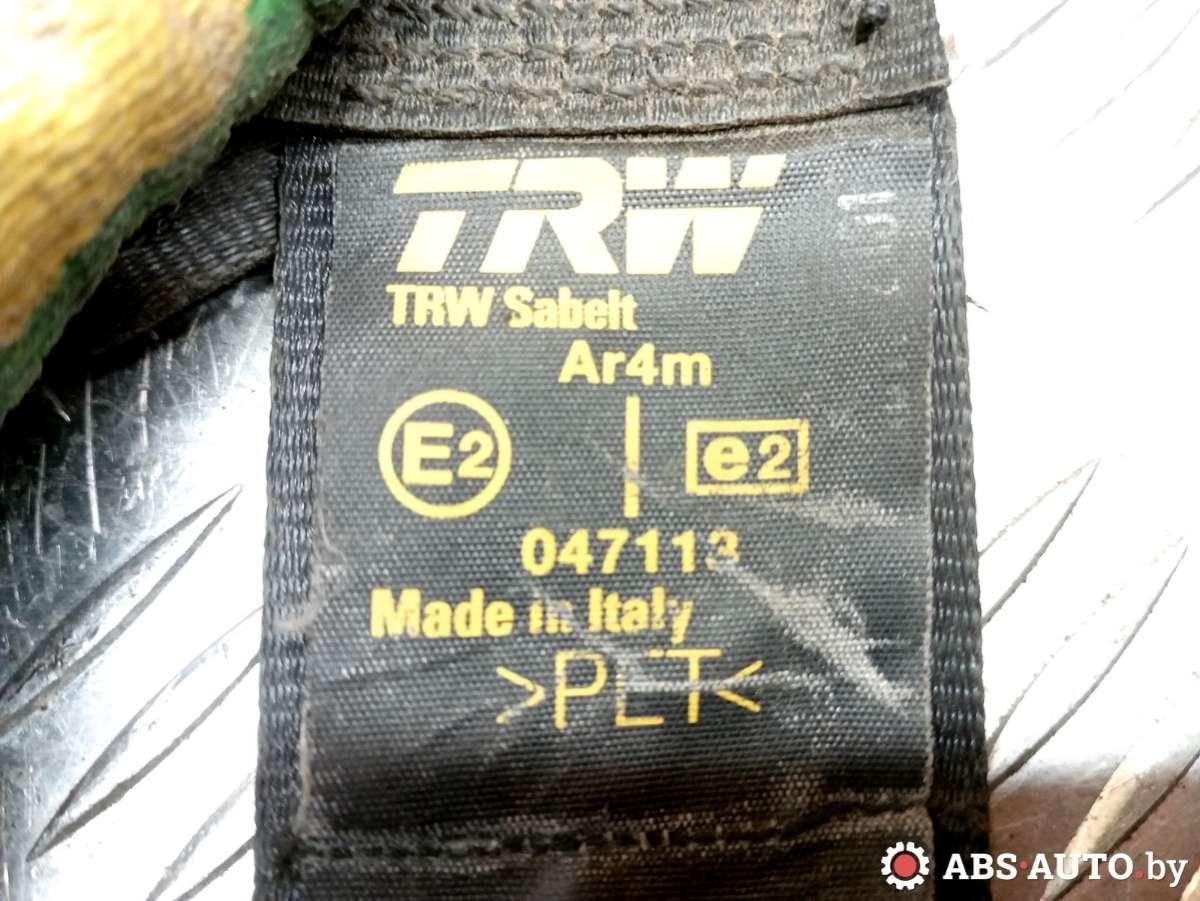 TRW
TRW Sabelt
Ar4m
E2 e2
047113
Made in Italy
>PET<
ABS-AUTO.by